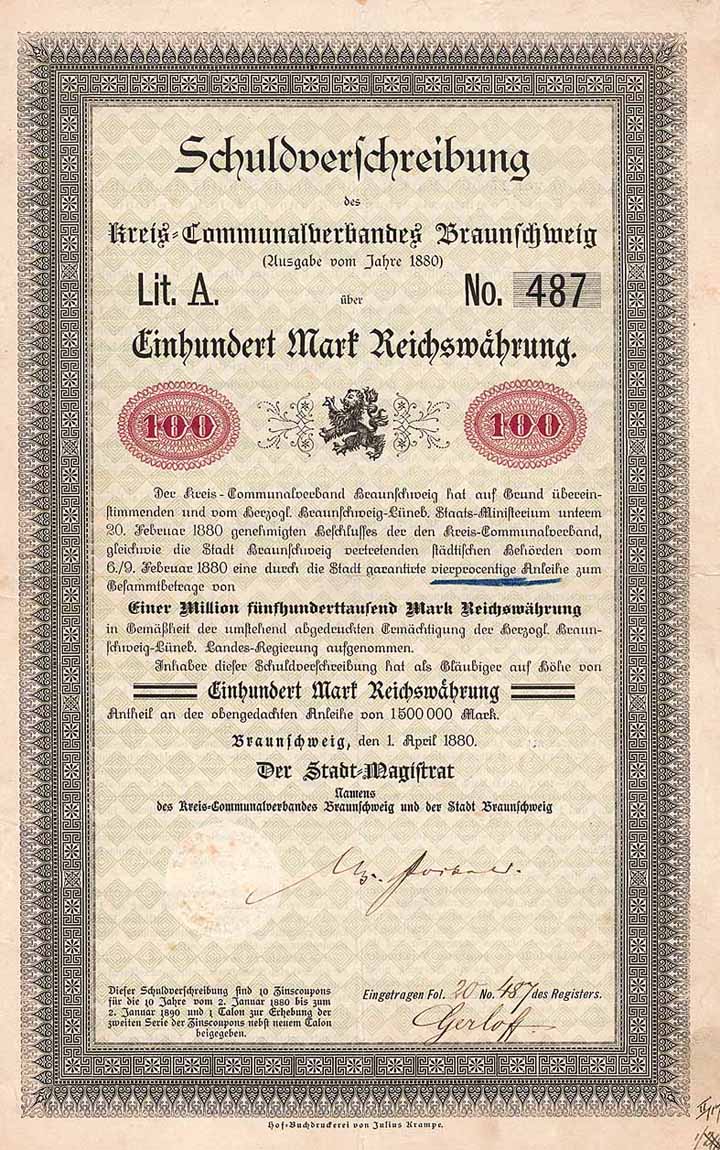 Schuldverschreibung
des
Kreis-Communalverbandes Braunschweig
(Ausgabe vom Jahre 1880)
Lit. A. No. 487
über
Einhundert Mark Reichswährung.
100 100
Der Kreis-Communalverband Braunschweig hat auf Grund überein-
stimmenden und vom Herzogl. Braunschweig-Lüneb. Staats-Ministerium unterm
20. Februar 1880 genehmigten Beschlusses der den Kreis-Communalverband,
gleichwie die Stadt Braunschweig vertretenden städtischen Behörden vom
6./9. Februar 1880 eine durch die Stadt garantirte vierprocentige Anleihe zum
Gesammtbetrage von
Einer Million fünfhunderttausend Mark Reichswährung
in Gemäßheit der umstehend abgedruckten Ermächtigung der Herzogl. Braun-
schweig-Lüneb. Landes-Regierung aufgenommen.
Inhaber dieser Schuldverschreibung hat als Gläubiger auf Höhe von
Einhundert Mark Reichswährung
Antheil an der obengedachten Anleihe von 1500000 Mark.
Braunschweig, den 1. April 1880.
Der Stadt-Magistrat
Namens
des Kreis-Communalverbandes Braunschweig und der Stadt Braunschweig
Dieser Schuldverschreibung sind 10 Zinscoupons
für die 10 Jahre vom 2. Januar 1880 bis zum
2. Januar 1890 und 1 Talon zur Erhebung der
zweiten Serie der Zinscoupons nebst neuem Talon
beigegeben.
Eingetragen Fol. 20 No. 487 des Registers.
Gerloff
Hof-Buchdruckerei von Julius Krampe.